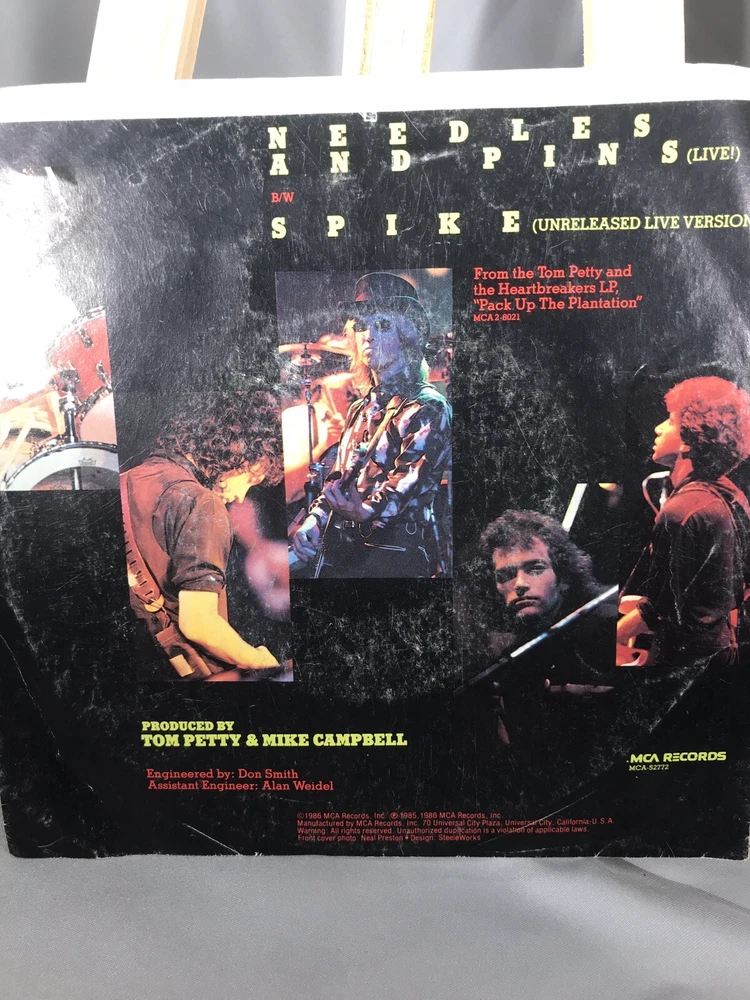 NEEDLES
AND PINS (LIVE!)
B/W
SPIKE (UNRELEASED LIVE VERSION
From the Tom Petty and
the Heartbreakers LP,
"Pack Up The Plantation"
MCA2-8021
PRODUCED BY
TOM PETTY & MIKE CAMPBELL
Engineered by: Don Smith
Assistant Engineer: Alan Weidel
MCA RECORDS
MCA-52772
©1986 MCA Records, Inc. ℗ 1985, 1986 MCA Records, Inc.
Manufactured by MCA Records, Inc. 70 Universal City Plaza, Universal City, California-U.S.A.
Warning: All rights reserved. Unauthorized duplication is a violation of applicable laws.
Front cover photo: Neal Preston • Design: SteeleWorks